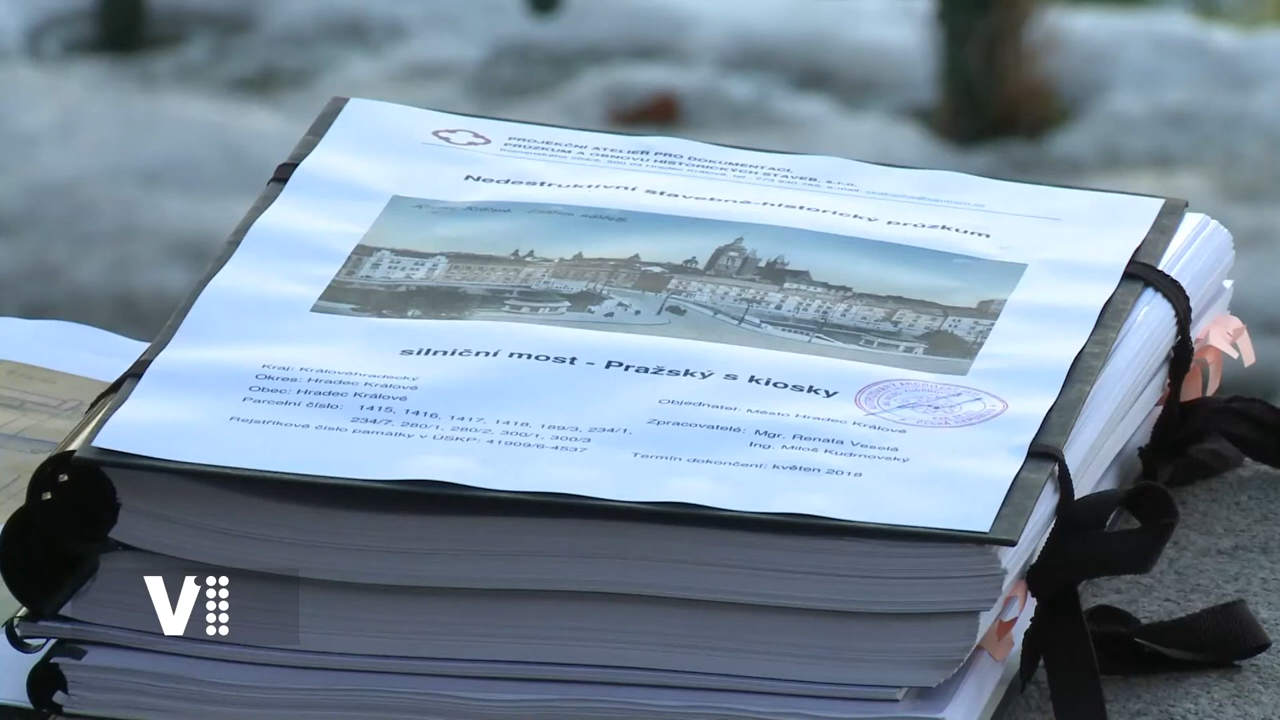 PROJEKČNÍ ATELIÉR PRO DOKUMENTACI,
PRŮZKUM A OBNOVU HISTORICKÝCH STAVEB, s.r.o.
Nedestruktivní stavebně-historický průzkum
silniční most - Pražský s kiosky
Kraj: Královéhradecký
Okres: Hradec Králové
Obec: Hradec Králové
Parcelní číslo: 1415, 1416, 1417, 1418, 189/3, 234/1,
234/7, 280/1, 280/2, 300/1, 300/3
Rejstříkové číslo památky v ÚSKP: 41909/6-4537
Objednatel: Město Hradec Králové
Zpracovatelé: Mgr. Renata Veselá
Ing. Miloš Kudrnovský
Termín dokončení: květen 2018
V